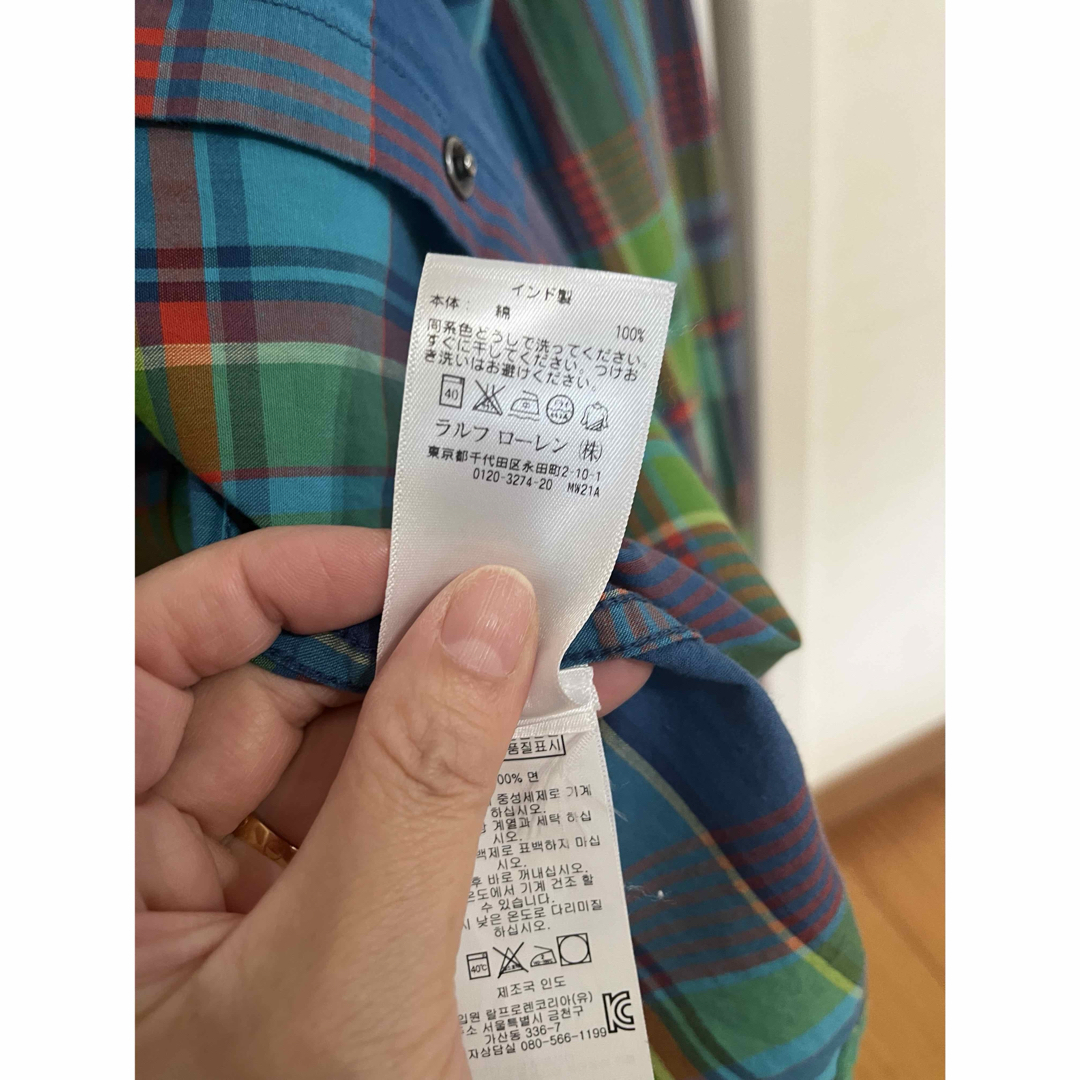 インド製
本体: 綿 100%
同系色どうしで洗ってください。
すぐに干してください。つけお
き洗いはお避けください。
40
ラルフ ローレン (株)
東京都千代田区永田町2-10-1
0120-3274-20 MW21A
품질표시
00% 면
중성세제로 기계
하십시오.
계열과 세탁 하십
시오.
백제로 표백하지 마십
시오.
후 바로 꺼내십시오.
온도에서 기계 건조 할
수 있습니다.
시 낮은 온도로 다리미질
하십시오.
40℃
제조국 인도
입원 랄프로렌코리아(유)
소 서울특별시 금천구
가산동 336-7
자상담실 080-566-1199